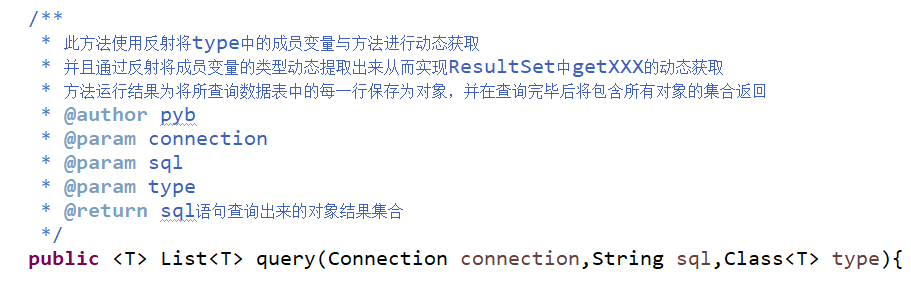 /**
* 此方法使用反射将type中的成员变量与方法进行动态获取
* 并且通过反射将成员变量的类型动态提取出来从而实现ResultSet中getXXX的动态获取
* 方法运行结果为将所查询数据表中的每一行保存为对象，并在查询完毕后将包含所有对象的集合返回
* @author pyb
* @param connection
* @param sql
* @param type
* @return sql语句查询出来的对象结果集合
*/
public <T> List<T> query(Connection connection,String sql,Class<T> type){